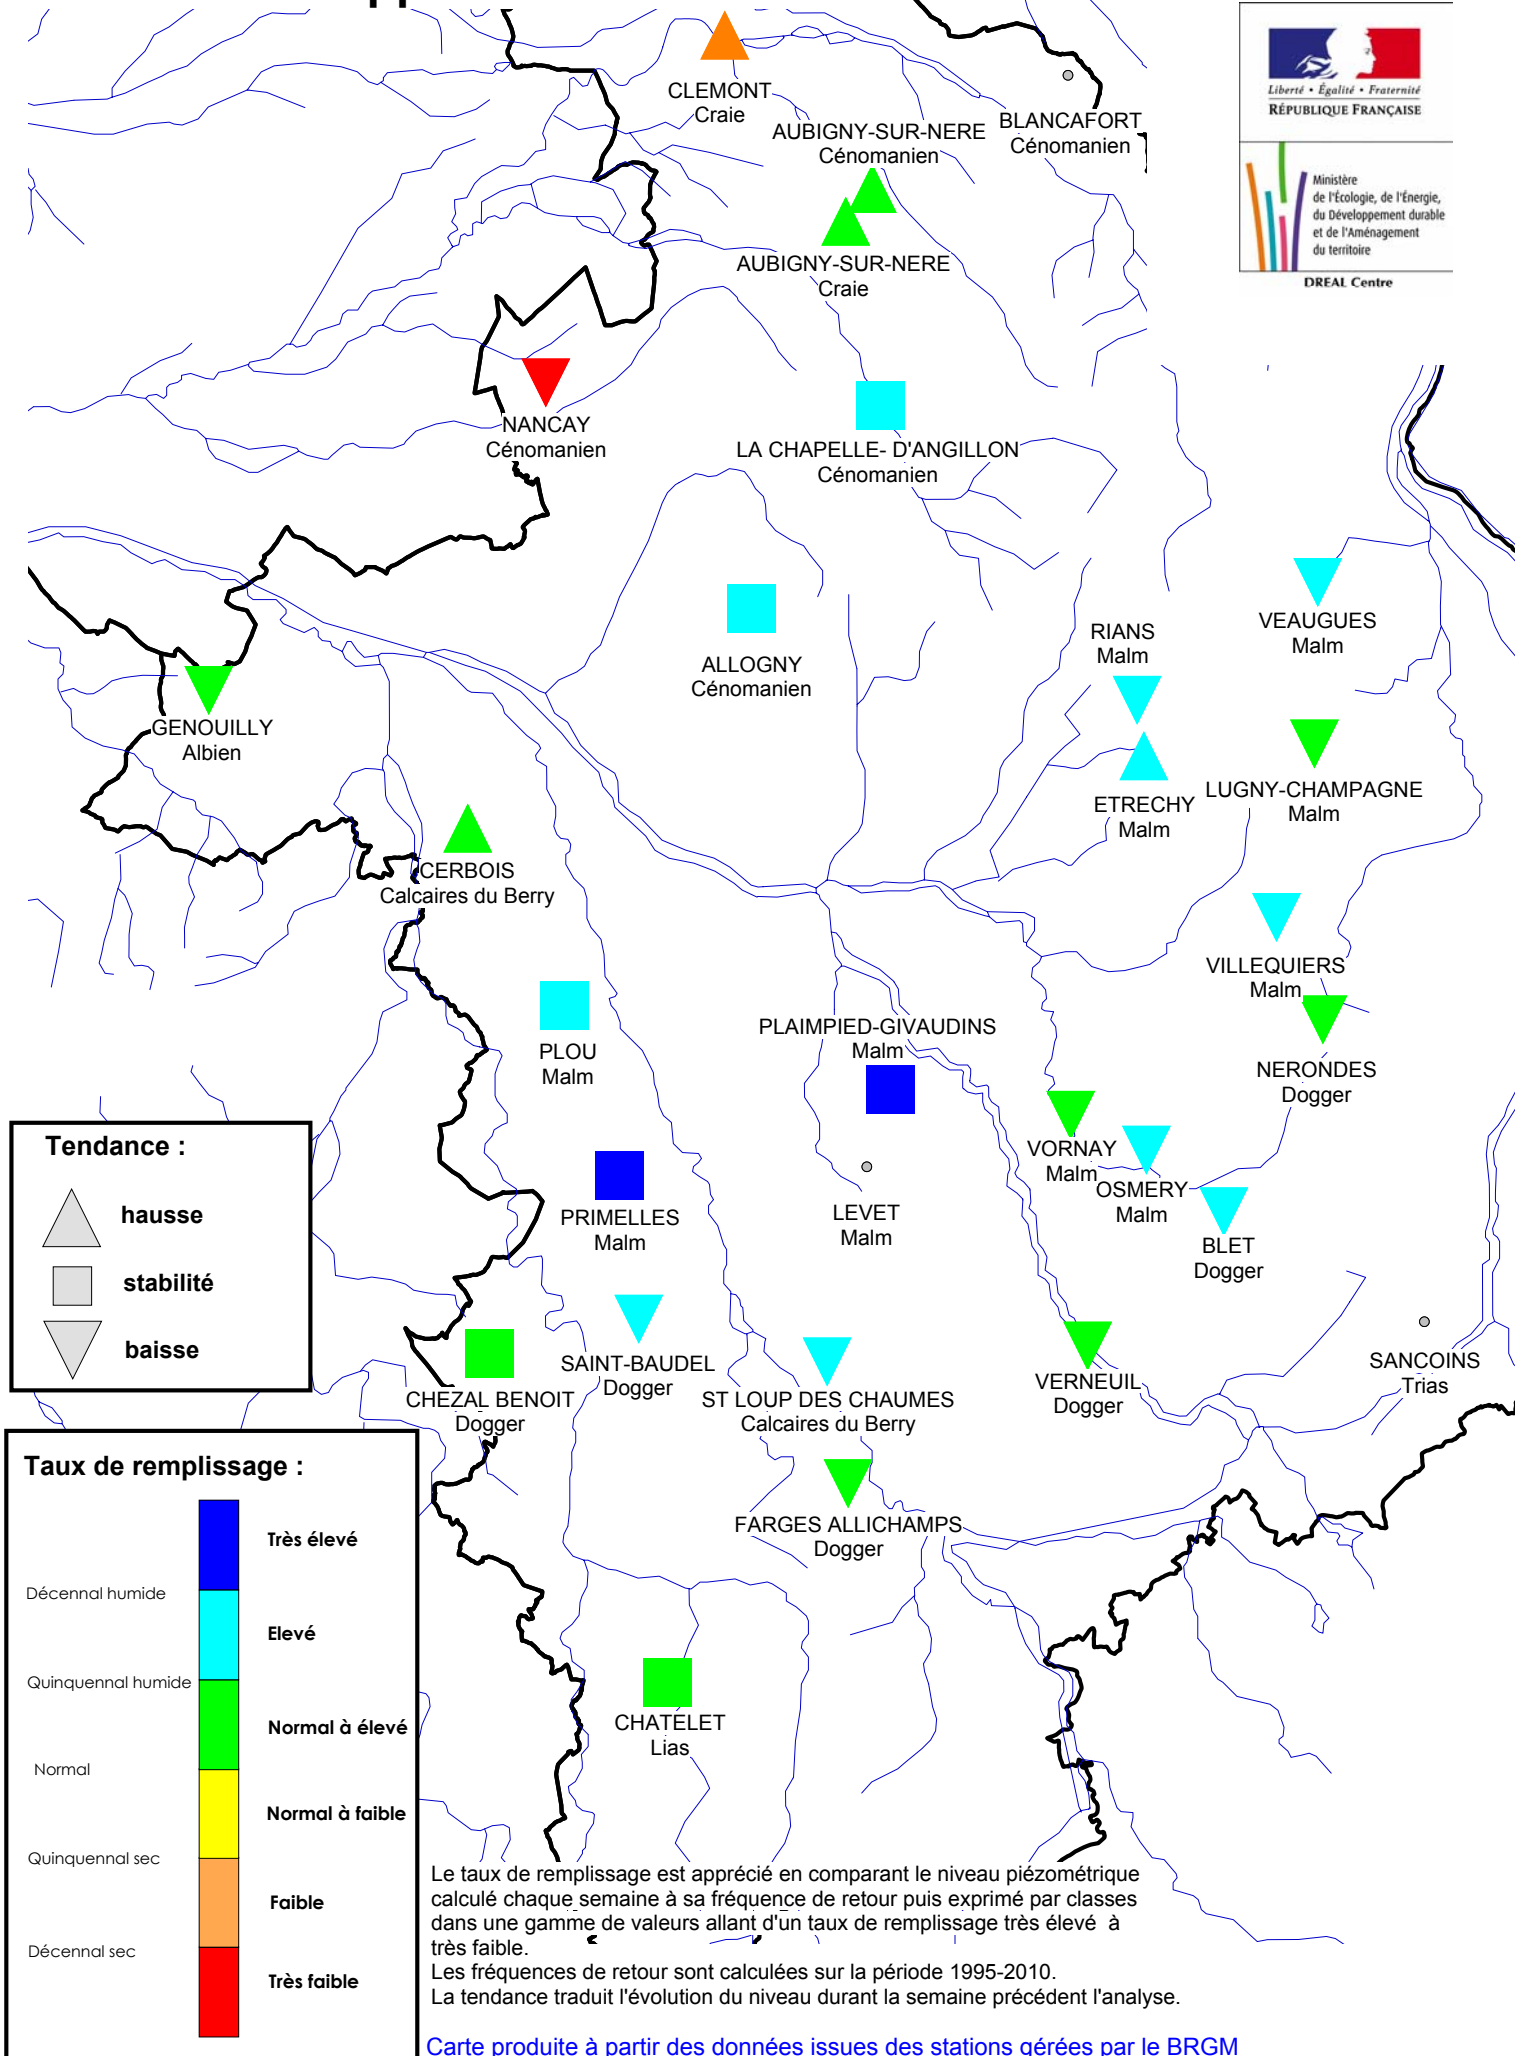 CLEMONT
Craie
BLANCAFORT
Cénomanien
AUBIGNY-SUR-NERE
Cénomanien
AUBIGNY-SUR-NERE
Craie
Liberté • Égalité • Fraternité
RÉPUBLIQUE FRANÇAISE
Ministère
de l'Écologie, de l'Énergie,
du Développement durable
et de l'Aménagement
du territoire
DREAL Centre
NANCAY
Cénomanien
LA CHAPELLE- D'ANGILLON
Cénomanien
ALLOGNY
Cénomanien
RIANS
Malm
VEAUGUES
Malm
GENOUILLY
Albien
ETRECHY
Malm
LUGNY-CHAMPAGNE
Malm
CERBOIS
Calcaires du Berry
VILLEQUIERS
Malm
PLOU
Malm
PLAIMPIED-GIVAUDINS
Malm
NERONDES
Dogger
VORNAY
Malm
OSMERY
Malm
PRIMELLES
Malm
LEVET
Malm
BLET
Dogger
Tendance :
hausse
stabilité
baisse
CHEZAL BENOIT
Dogger
SAINT-BAUDEL
Dogger
ST LOUP DES CHAUMES
Calcaires du Berry
VERNEUIL
Dogger
SANCOINS
Trias
FARGES ALLICHAMPS
Dogger
CHATELET
Lias
Taux de remplissage :
Très élevé
Décennal humide
Elevé
Quinquennal humide
Normal à élevé
Normal
Normal à faible
Quinquennal sec
Faible
Décennal sec
Très faible
Le taux de remplissage est apprécié en comparant le niveau piézométrique
calculé chaque semaine à sa fréquence de retour puis exprimé par classes
dans une gamme de valeurs allant d'un taux de remplissage très élevé à
très faible.
Les fréquences de retour sont calculées sur la période 1995-2010.
La tendance traduit l'évolution du niveau durant la semaine précédent l'analyse.
Carte produite à partir des données issues des stations gérées par le BRGM